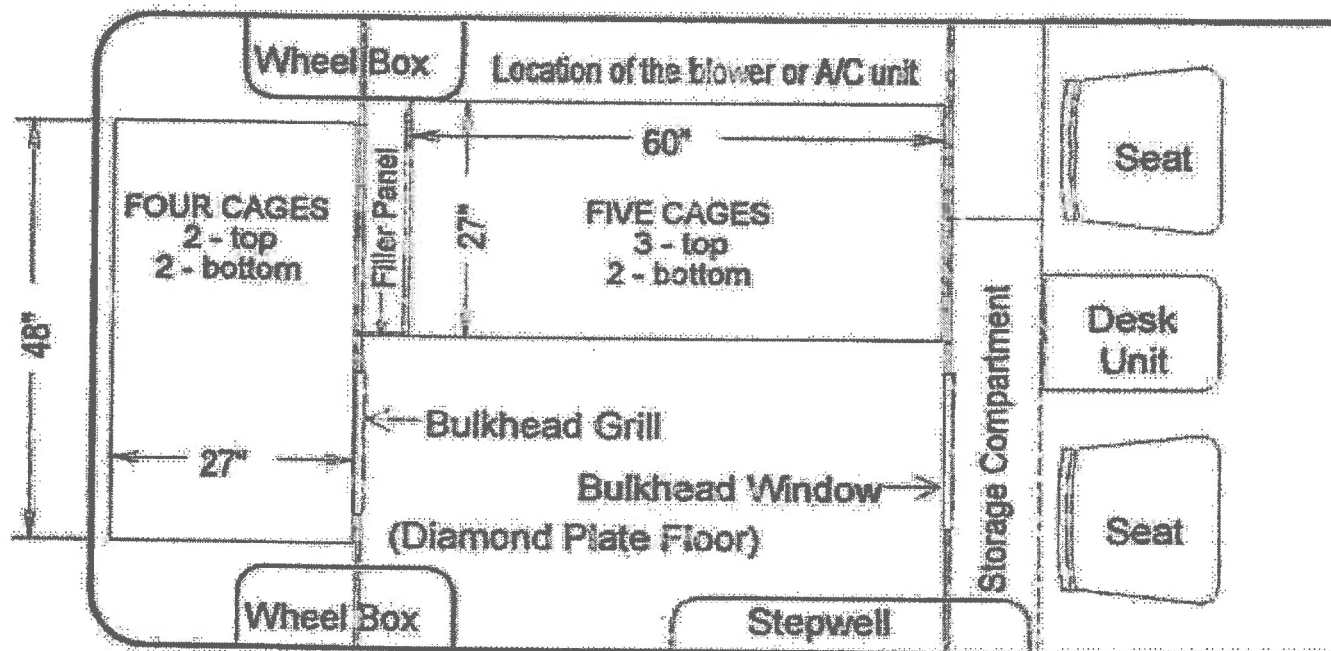 Wheel Box
Location of the blower or A/C unit
60"
Seat
FOUR CAGES
2 - top
2 - bottom
Filler Panel
27"
FIVE CAGES
3 - top
2 - bottom
48"
Storage Compartment
Desk
Unit
Bulkhead Grill
27"
Bulkhead Window
(Diamond Plate Floor)
Seat
Wheel Box
Stepwell